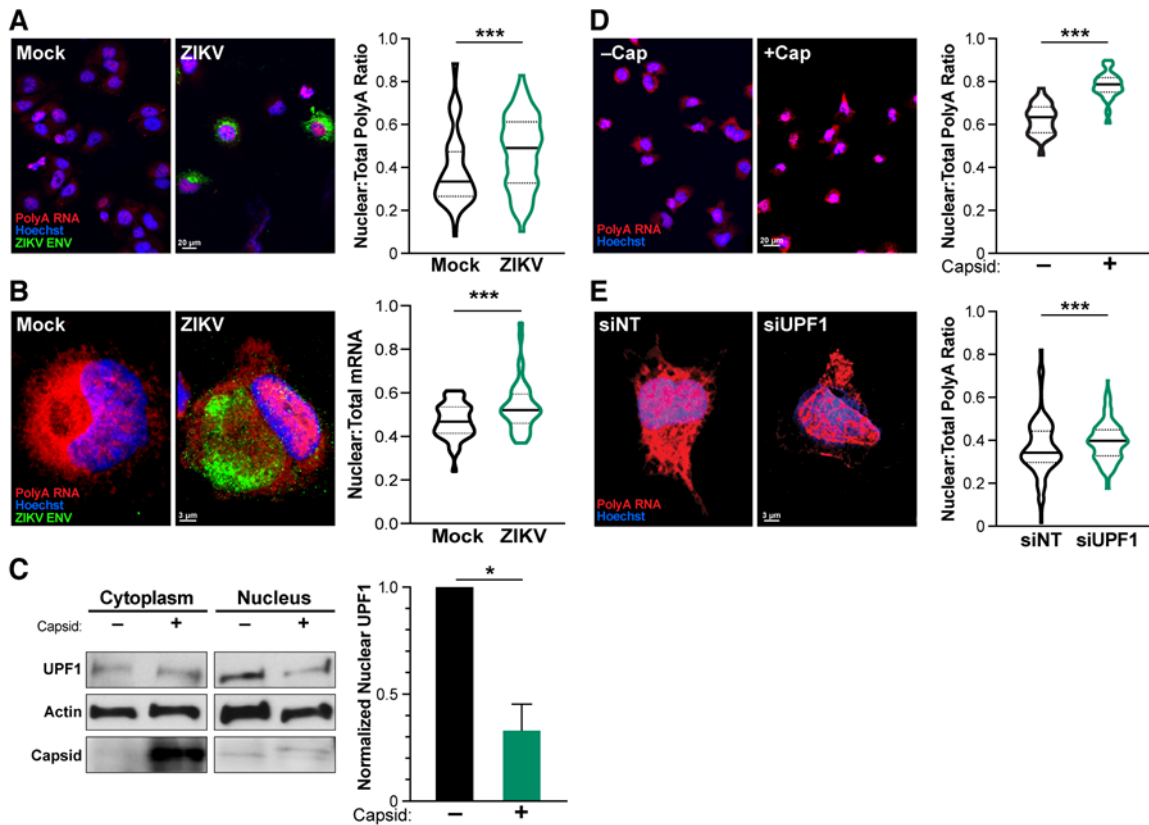 A
Mock
ZIKV
PolyA RNA
Hoechst
ZIKV ENV
20 µm
Nuclear:Total PolyA Ratio
1.0
0.8
0.6
0.4
0.2
0
***
Mock ZIKV
B
Mock
ZIKV
PolyA RNA
Hoechst
ZIKV ENV
3 µm
Nuclear:Total mRNA
1.0
0.8
0.6
0.4
0.2
0.0
***
Mock ZIKV
C
Cytoplasm Nucleus
Capsid: – + – +
UPF1
Actin
Capsid
Normalized Nuclear UPF1
1.0
0.5
0
*
Capsid: – +
D
–Cap
+Cap
PolyA RNA
Hoechst
20 µm
Nuclear:Total PolyA Ratio
1.0
0.8
0.6
0.4
0.2
0
***
Capsid: – +
E
siNT
siUPF1
PolyA RNA
Hoechst
3 µm
Nuclear:Total PolyA Ratio
1.0
0.8
0.6
0.4
0.2
0
***
siNT siUPF1